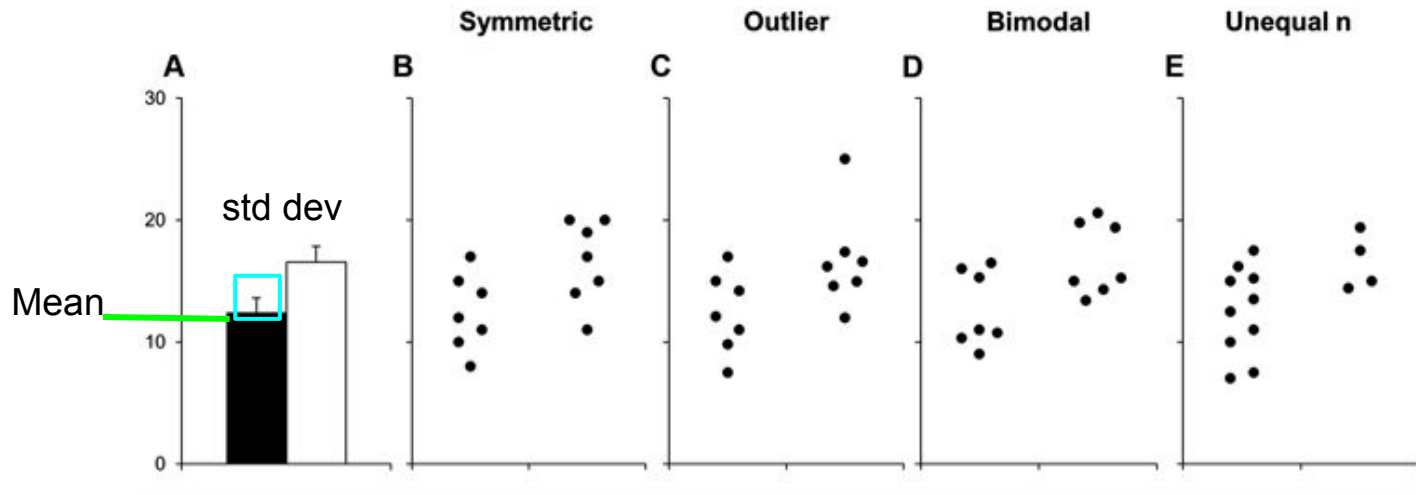 Symmetric
Outlier
Bimodal
Unequal n
A
B
C
D
E
30
20
10
0
std dev
Mean